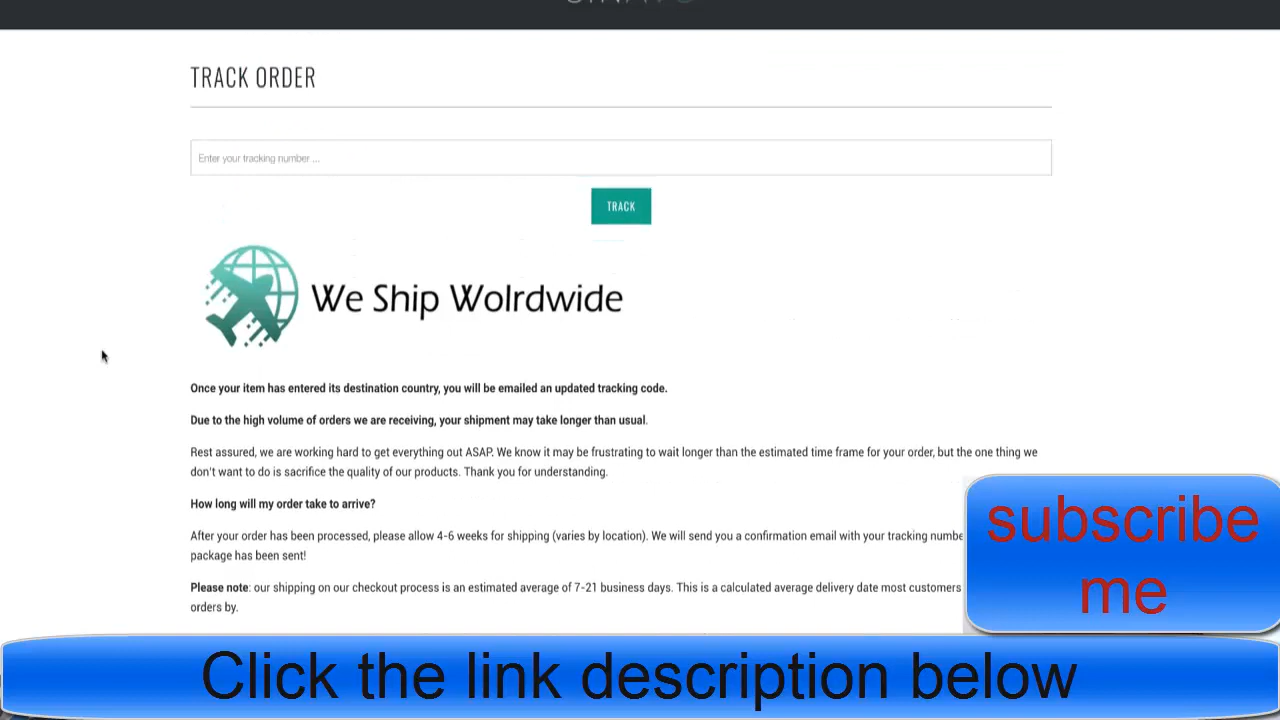 TRACK ORDER
Enter your tracking number ...
TRACK
We Ship Wolrdwide
Once your item has entered its destination country, you will be emailed an updated tracking code.
Due to the high volume of orders we are receiving, your shipment may take longer than usual.
Rest assured, we are working hard to get everything out ASAP. We know it may be frustrating to wait longer than the estimated time frame for your order, but the one thing we
don't want to do is sacrifice the quality of our products. Thank you for understanding.
How long will my order take to arrive?
After your order has been processed, please allow 4-6 weeks for shipping (varies by location). We will send you a confirmation email with your tracking numbe
package has been sent!
Please note: our shipping on our checkout process is an estimated average of 7-21 business days. This is a calculated average delivery date most customers
orders by.
subscribe
me
Click the link description below